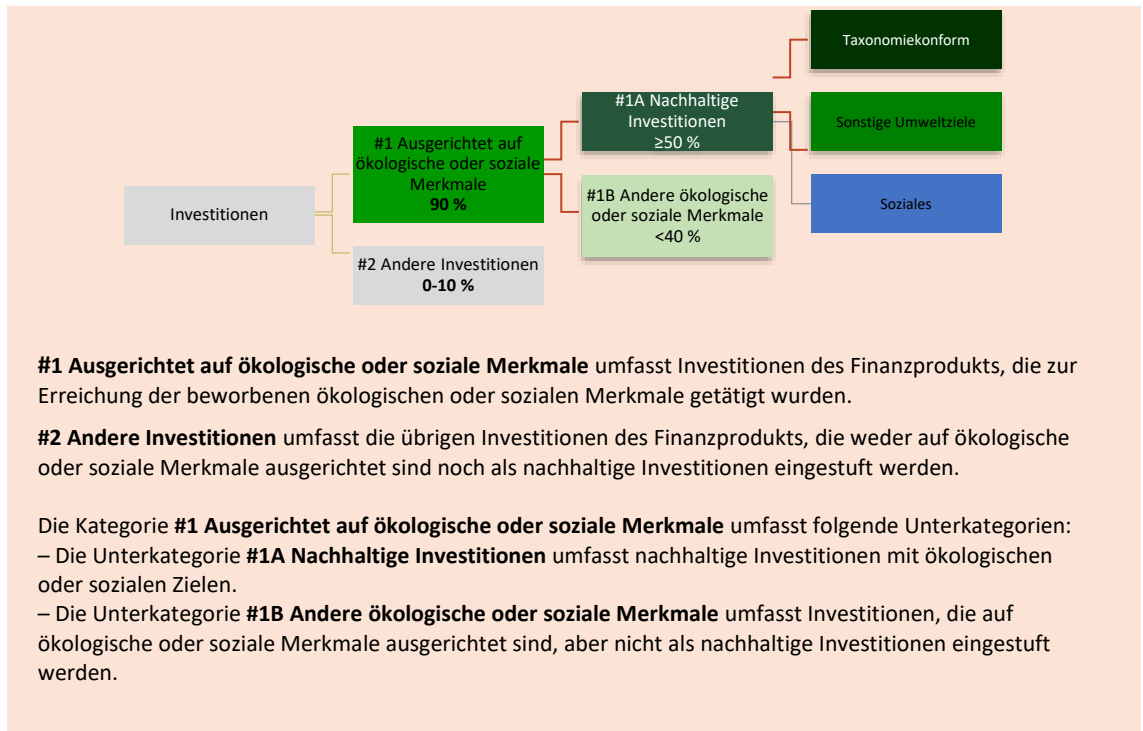 Investitionen
#1 Ausgerichtet auf
ökologische oder soziale
Merkmale
90 %
#2 Andere Investitionen
0-10 %
#1A Nachhaltige
Investitionen
≥50 %
#1B Andere ökologische
oder soziale Merkmale
<40 %
Taxonomiekonform
Sonstige Umweltziele
Soziales
#1 Ausgerichtet auf ökologische oder soziale Merkmale umfasst Investitionen des Finanzprodukts, die zur
Erreichung der beworbenen ökologischen oder sozialen Merkmale getätigt wurden.
#2 Andere Investitionen umfasst die übrigen Investitionen des Finanzprodukts, die weder auf ökologische
oder soziale Merkmale ausgerichtet sind noch als nachhaltige Investitionen eingestuft werden.
Die Kategorie #1 Ausgerichtet auf ökologische oder soziale Merkmale umfasst folgende Unterkategorien:
– Die Unterkategorie #1A Nachhaltige Investitionen umfasst nachhaltige Investitionen mit ökologischen
oder sozialen Zielen.
– Die Unterkategorie #1B Andere ökologische oder soziale Merkmale umfasst Investitionen, die auf
ökologische oder soziale Merkmale ausgerichtet sind, aber nicht als nachhaltige Investitionen eingestuft
werden.